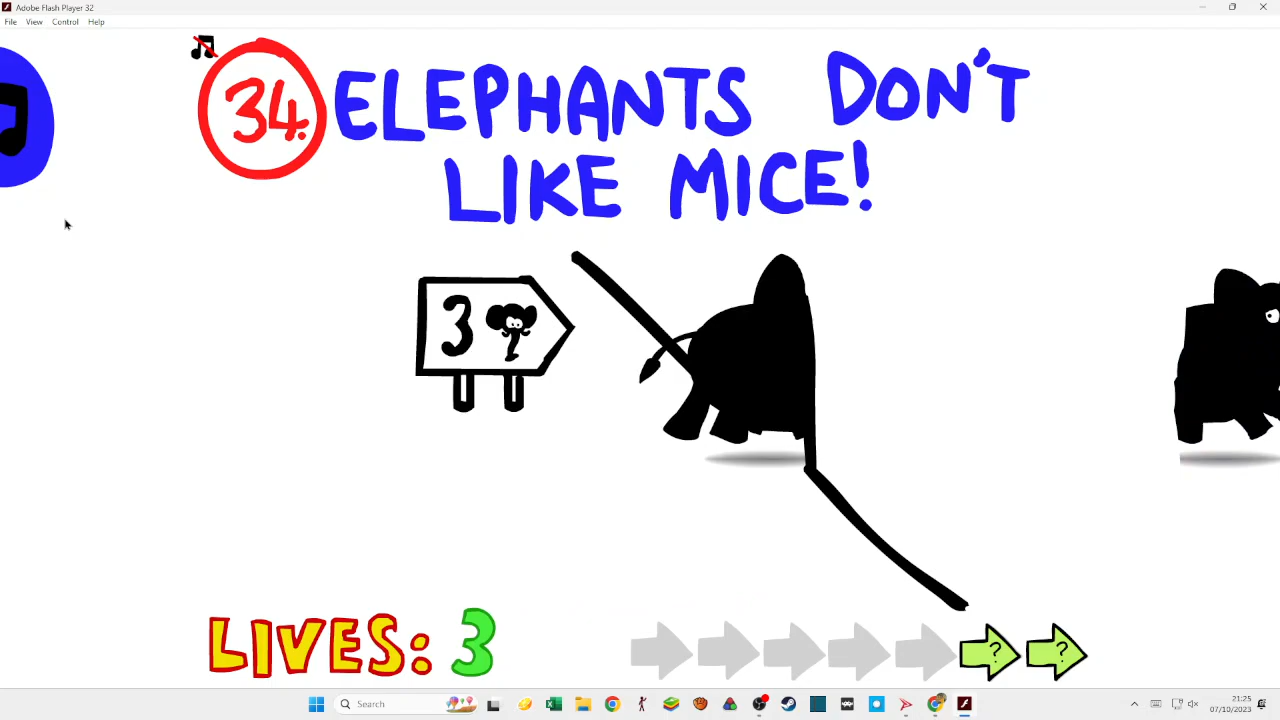 Adobe Flash Player 32
File View Control Help
34. ELEPHANTS DON'T
LIKE MICE!
3
LIVES: 3
? ?
Search
21:25
07/10/2023